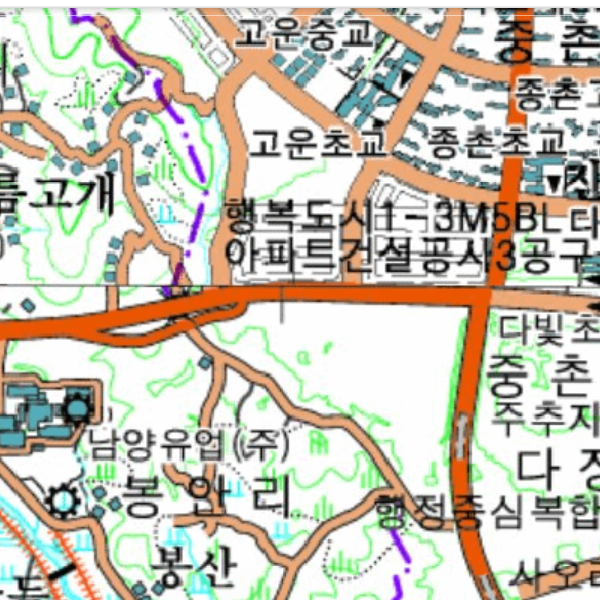 고운중교
종 촌
종촌
고운초교
종촌초교
름고개
행복도시1-3M5BL
다
아파트건설공사3공구
다빛초
중 촌
주추지
남양유업(주)
다 정
봉 안 리
행정중심복합
봉산